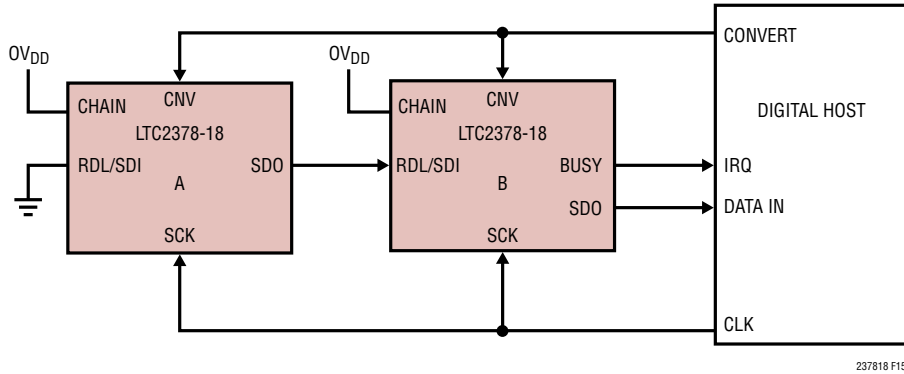 CONVERT
OVDD
OVDD
CHAIN
CNV
LTC2378-18
RDL/SDI
SDO
A
SCK
CHAIN
CNV
LTC2378-18
RDL/SDI
BUSY
B
SDO
SCK
DIGITAL HOST
IRQ
DATA IN
CLK
237818 F15